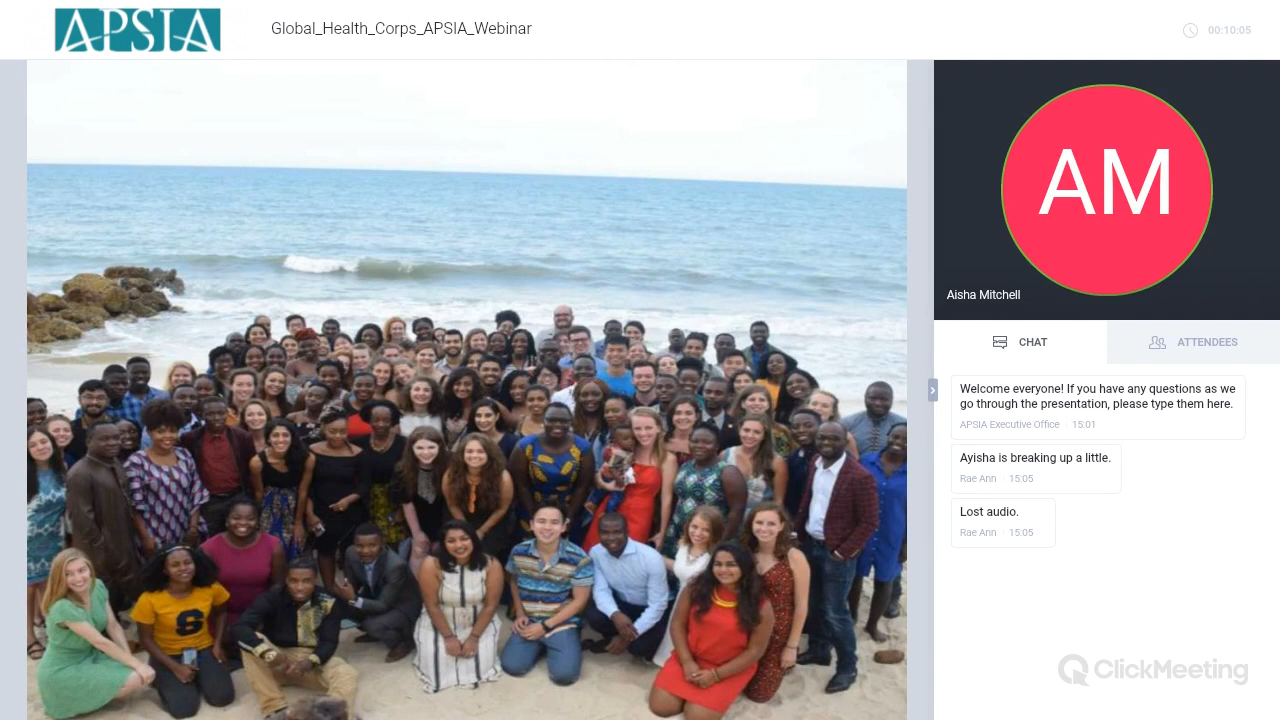 APSIA
Global_Health_Corps_APSIA_Webinar
00:10:05
AM
Aisha Mitchell
CHAT
ATTENDEES
Welcome everyone! If you have any questions as we
go through the presentation, please type them here.
APSIA Executive Office · 15:01
Ayisha is breaking up a little.
Rae Ann · 15:05
Lost audio.
Rae Ann · 15:05
S
ClickMeeting